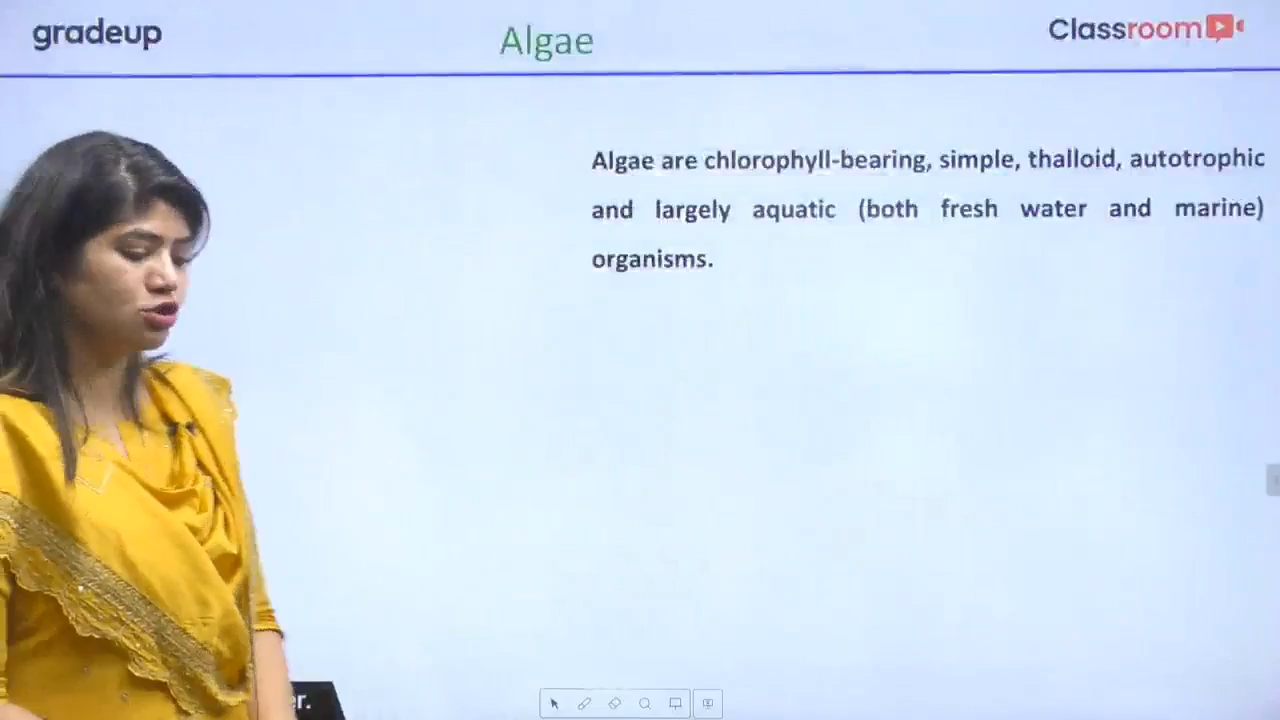 gradeup
Algae
Classroom
Algae are chlorophyll-bearing, simple, thalloid, autotrophic
and largely aquatic (both fresh water and marine)
organisms.
er.